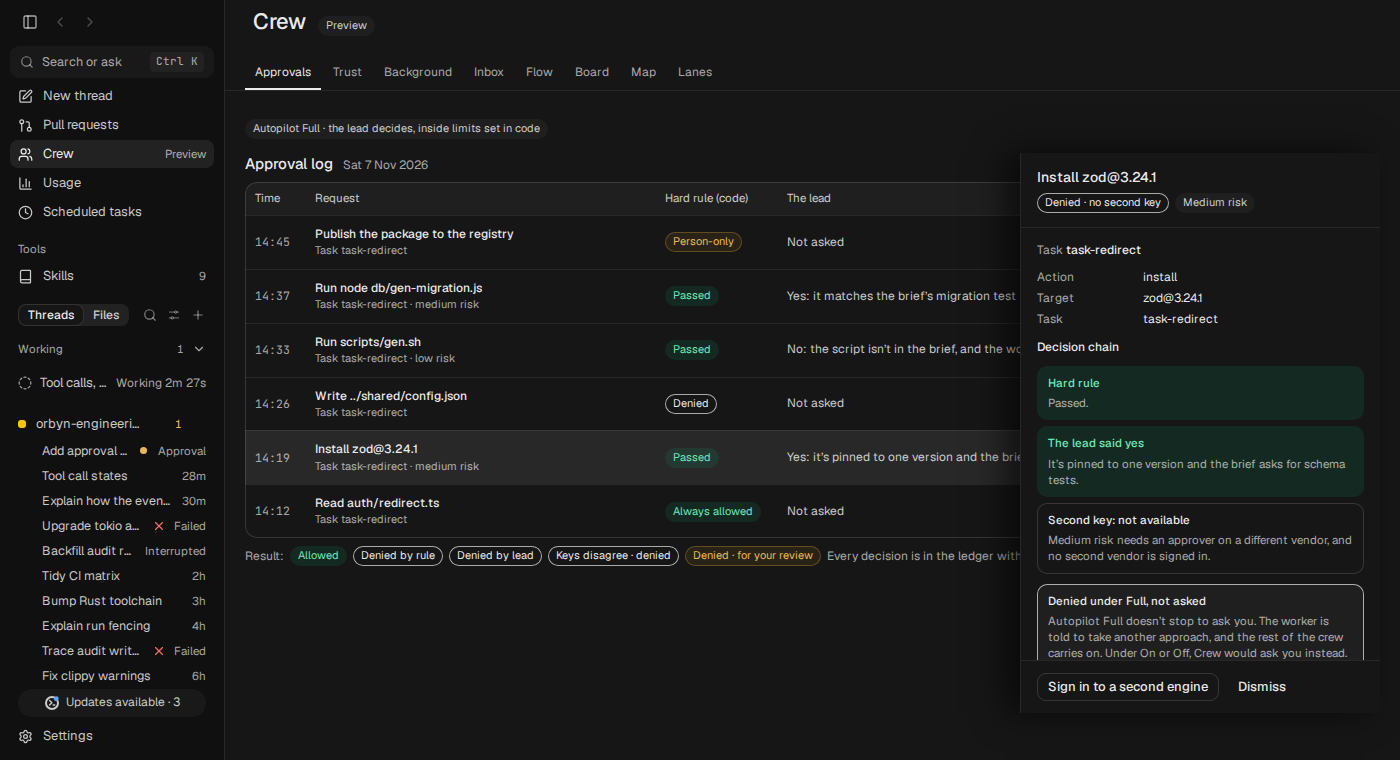 Search or ask
Ctrl K
New thread
Pull requests
Crew
Preview
Usage
Scheduled tasks
Tools
Skills
9
Threads
Files
Working
1
Tool calls, ...
Working 2m 27s
orbyn-engineeri...
1
Add approval ...
Approval
Tool call states
28m
Explain how the even...
30m
Upgrade tokio a...
Failed
Backfill audit r...
Interrupted
Tidy CI matrix
2h
Bump Rust toolchain
3h
Explain run fencing
4h
Trace audit writ...
Failed
Fix clippy warnings
6h
Updates available · 3
Settings
Crew
Preview
Approvals
Trust
Background
Inbox
Flow
Board
Map
Lanes
Autopilot Full · the lead decides, inside limits set in code
Approval log
Sat 7 Nov 2026
Time
Request
Hard rule (code)
The lead
14:45
Publish the package to the registry
Task task-redirect
Person-only
Not asked
14:37
Run node db/gen-migration.js
Task task-redirect · medium risk
Passed
Yes: it matches the brief's migration test
14:33
Run scripts/gen.sh
Task task-redirect · low risk
Passed
No: the script isn't in the brief, and the wo
14:26
Write ../shared/config.json
Task task-redirect
Denied
Not asked
14:19
Install zod@3.24.1
Task task-redirect · medium risk
Passed
Yes: it's pinned to one version and the brie
14:12
Read auth/redirect.ts
Task task-redirect
Always allowed
Not asked
Result:
Allowed
Denied by rule
Denied by lead
Keys disagree · denied
Denied · for your review
Every decision is in the ledger with
Install zod@3.24.1
Denied · no second key
Medium risk
Task task-redirect
Action
install
Target
zod@3.24.1
Task
task-redirect
Decision chain
Hard rule
Passed.
The lead said yes
It's pinned to one version and the brief asks for schema
tests.
Second key: not available
Medium risk needs an approver on a different vendor, and
no second vendor is signed in.
Denied under Full, not asked
Autopilot Full doesn't stop to ask you. The worker is
told to take another approach, and the rest of the crew
carries on. Under On or Off, Crew would ask you instead.
Sign in to a second engine
Dismiss